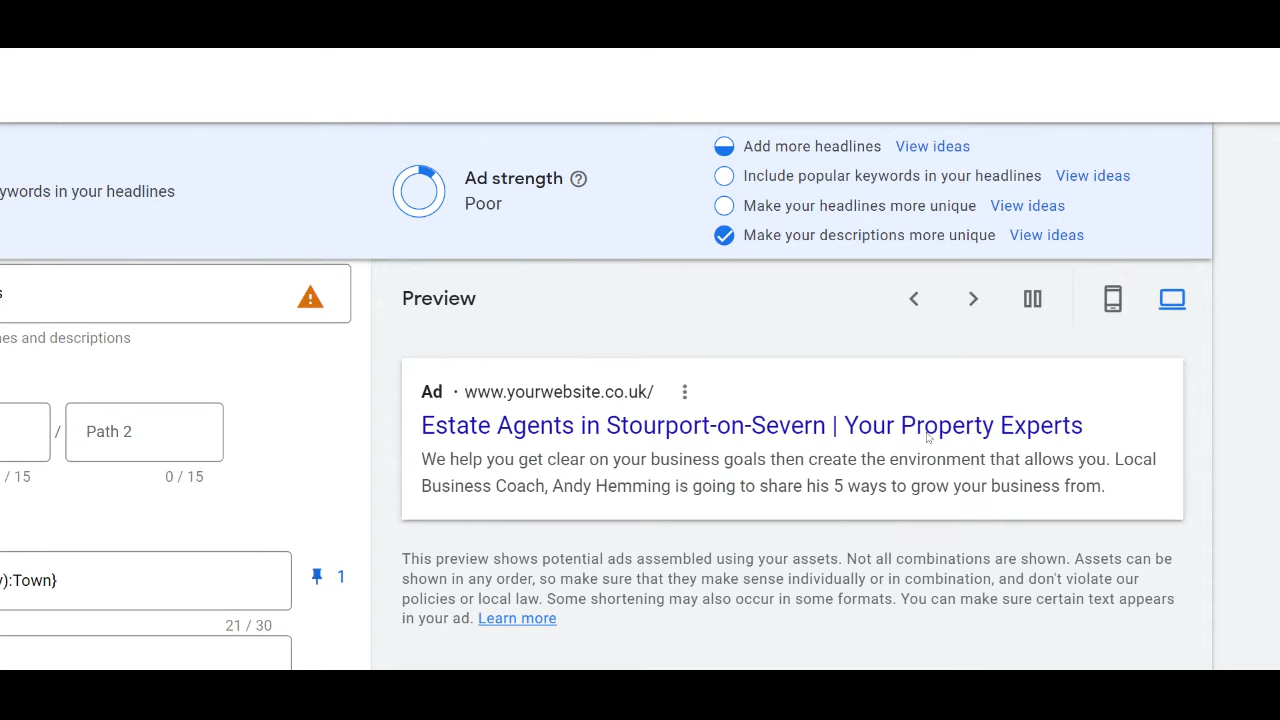 Add more headlines View ideas
Ad strength
Include popular keywords in your headlines View ideas
ywords in your headlines
Poor
Make your headlines more unique View ideas
Make your descriptions more unique View ideas
s
Preview
nes and descriptions
Ad · www.yourwebsite.co.uk/
Estate Agents in Stourport-on-Severn | Your Property Experts
/ Path 2
We help you get clear on your business goals then create the environment that allows you. Local
Business Coach, Andy Hemming is going to share his 5 ways to grow your business from.
/ 15 0 / 15
This preview shows potential ads assembled using your assets. Not all combinations are shown. Assets can be
shown in any order, so make sure that they make sense individually or in combination, and don't violate our
policies or local law. Some shortening may also occur in some formats. You can make sure certain text appears
in your ad. Learn more
y):Town} 1
21 / 30